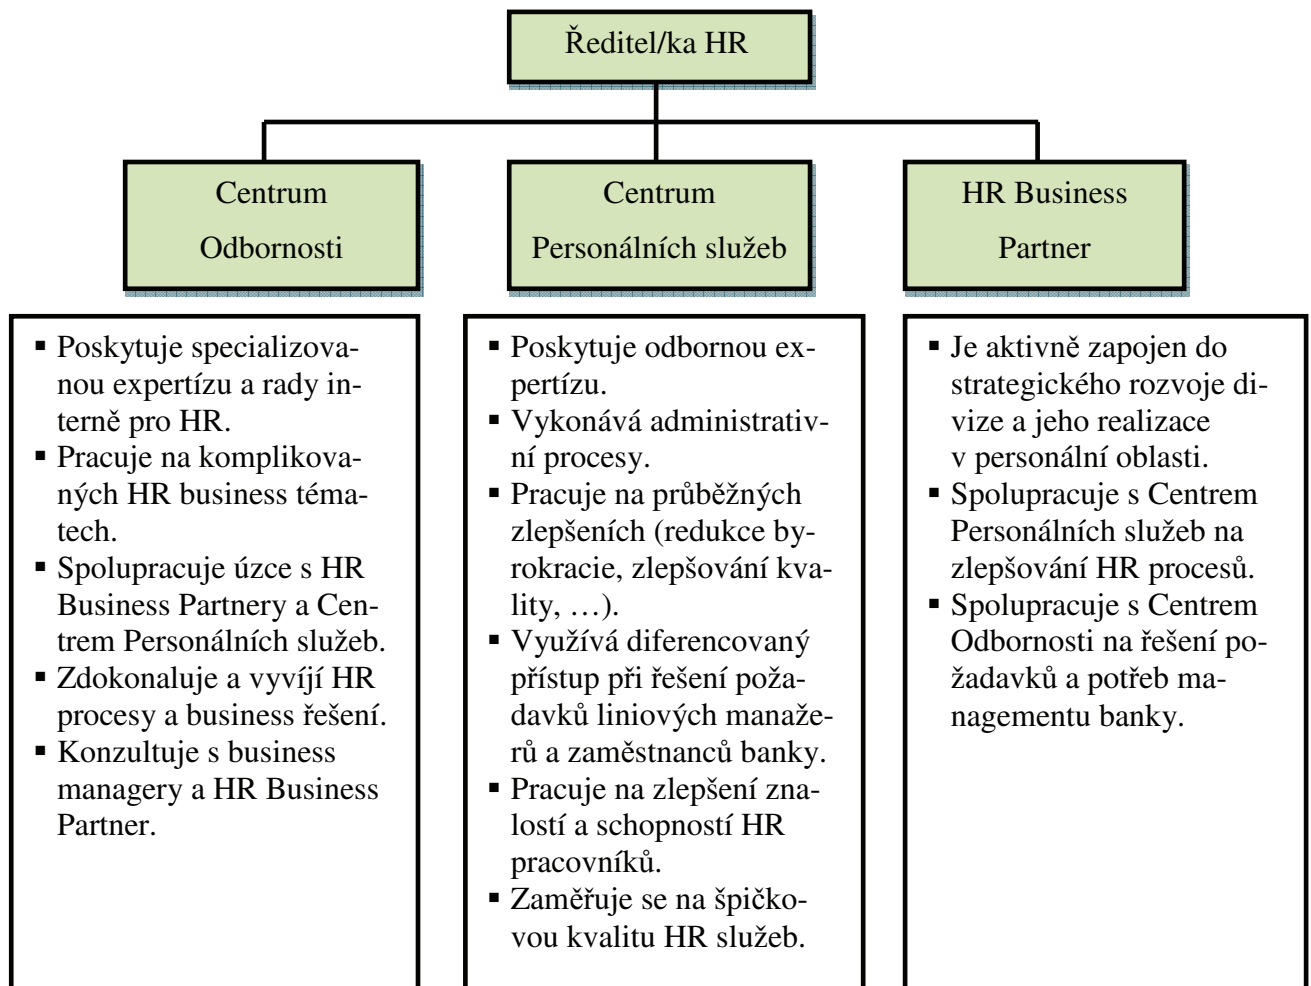 Ředitel/ka HR
Centrum
Odbornosti
Centrum
Personálních služeb
HR Business
Partner
▪ Poskytuje specializova-
nou expertízu a rady in-
terně pro HR.
▪ Pracuje na komplikova-
ných HR business téma-
tech.
▪ Spolupracuje úzce s HR
Business Partnery a Cen-
trem Personálních služeb.
▪ Zdokonaluje a vyvíjí HR
procesy a business řešení.
▪ Konzultuje s business
managery a HR Business
Partner.
▪ Poskytuje odbornou ex-
pertízu.
▪ Vykonává administrativ-
ní procesy.
▪ Pracuje na průběžných
zlepšeních (redukce by-
rokracie, zlepšování kva-
lity, …).
▪ Využívá diferencovaný
přístup při řešení poža-
davků liniových manaže-
rů a zaměstnanců banky.
▪ Pracuje na zlepšení zna-
lostí a schopností HR
pracovníků.
▪ Zaměřuje se na špičko-
vou kvalitu HR služeb.
▪ Je aktivně zapojen do
strategického rozvoje di-
vize a jeho realizace
v personální oblasti.
▪ Spolupracuje s Centrem
Personálních služeb na
zlepšování HR procesů.
▪ Spolupracuje s Centrem
Odbornosti na řešení po-
žadavků a potřeb ma-
nagementu banky.